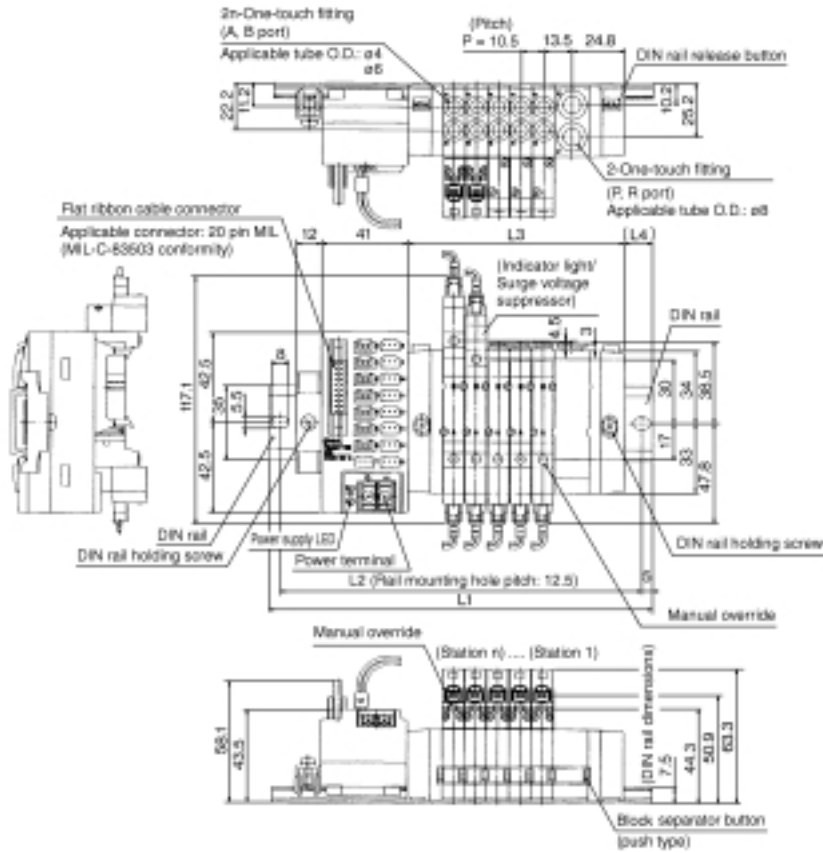 2n-One-touch fitting
(A, B port)
Applicable tube O.D.: ø4
ø6
(Pitch)
P = 10.5
13.5
24.8
DIN rail release button
22.2
11.2
10.2
25.2
2-One-touch fitting
(P, R port)
Applicable tube O.D.: ø8
Flat ribbon cable connector
Applicable connector: 20 pin MIL
(MIL-C-83503 conformity)
12
41
L3
L4
(Indicator light/
Surge voltage
suppressor)
DIN rail
4.5
3
117.1
42.5
35
5.5
8
42.5
30
34
38.5
17
33
47.8
DIN rail
DIN rail holding screw
Power supply LED
Power terminal
DIN rail holding screw
L2 (Rail mounting hole pitch: 12.5)
L1
Manual override
Manual override
(Station n) .... (Station 1)
58.1
43.5
(DIN rail dimensions)
7.5
44.3
50.9
63.3
Block separator button
(push type)